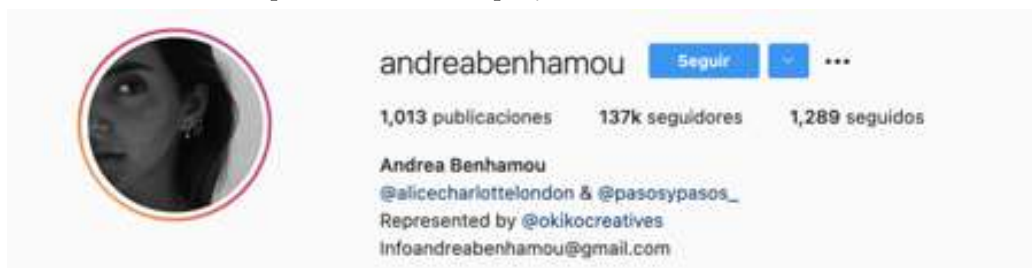 andreabenhamou Seguir ...
1,013 publicaciones 137k seguidores 1,289 seguidos
Andrea Benhamou
@alicecharlottelondon & @pasosypasos_
Represented by @okikocreatives
Infoandreabenhamou@gmail.com